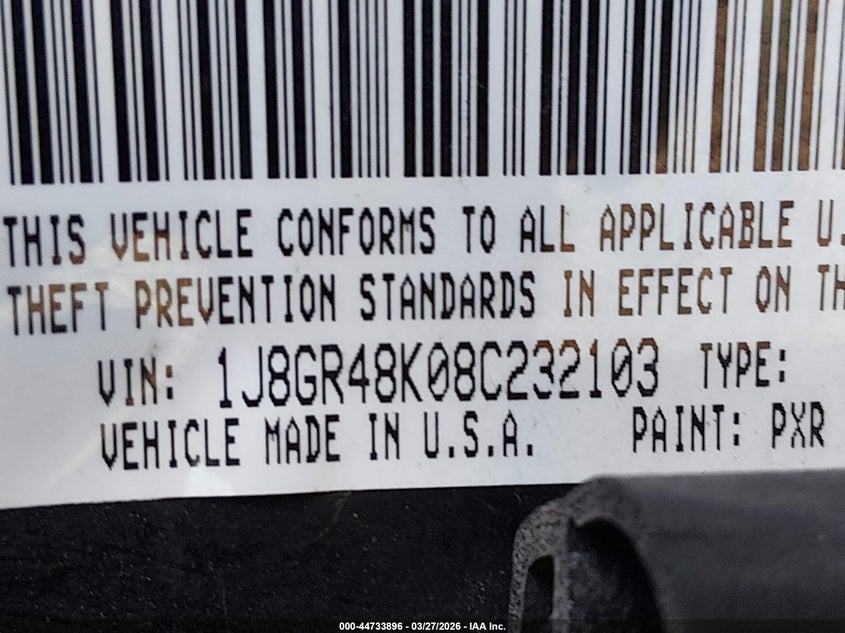 THIS VEHICLE CONFORMS TO ALL APPLICABLE U.
THEFT PREVENTION STANDARDS IN EFFECT ON TH
VIN: 1J8GR48K08C232103 TYPE:
VEHICLE MADE IN U.S.A. PAINT: PXR
000-44733896 - 03/27/2026 - IAA Inc.